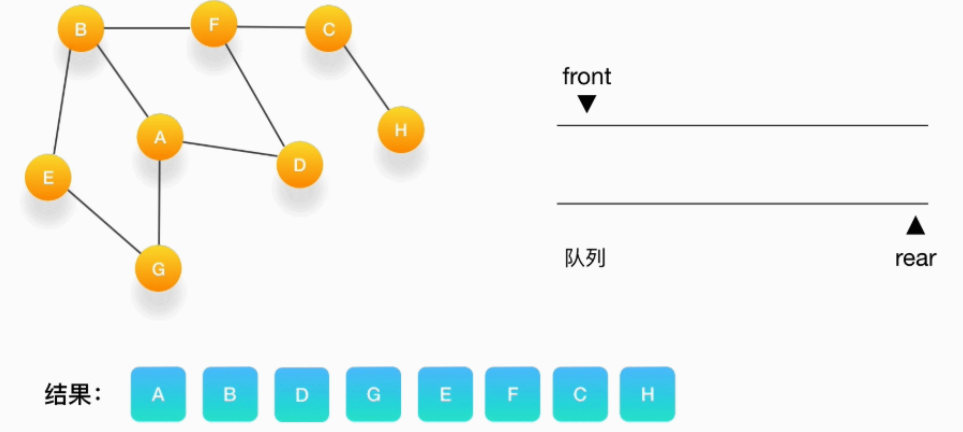 B F C
front
A H
D
E
队列 rear
G
结果： A B D G E F C H